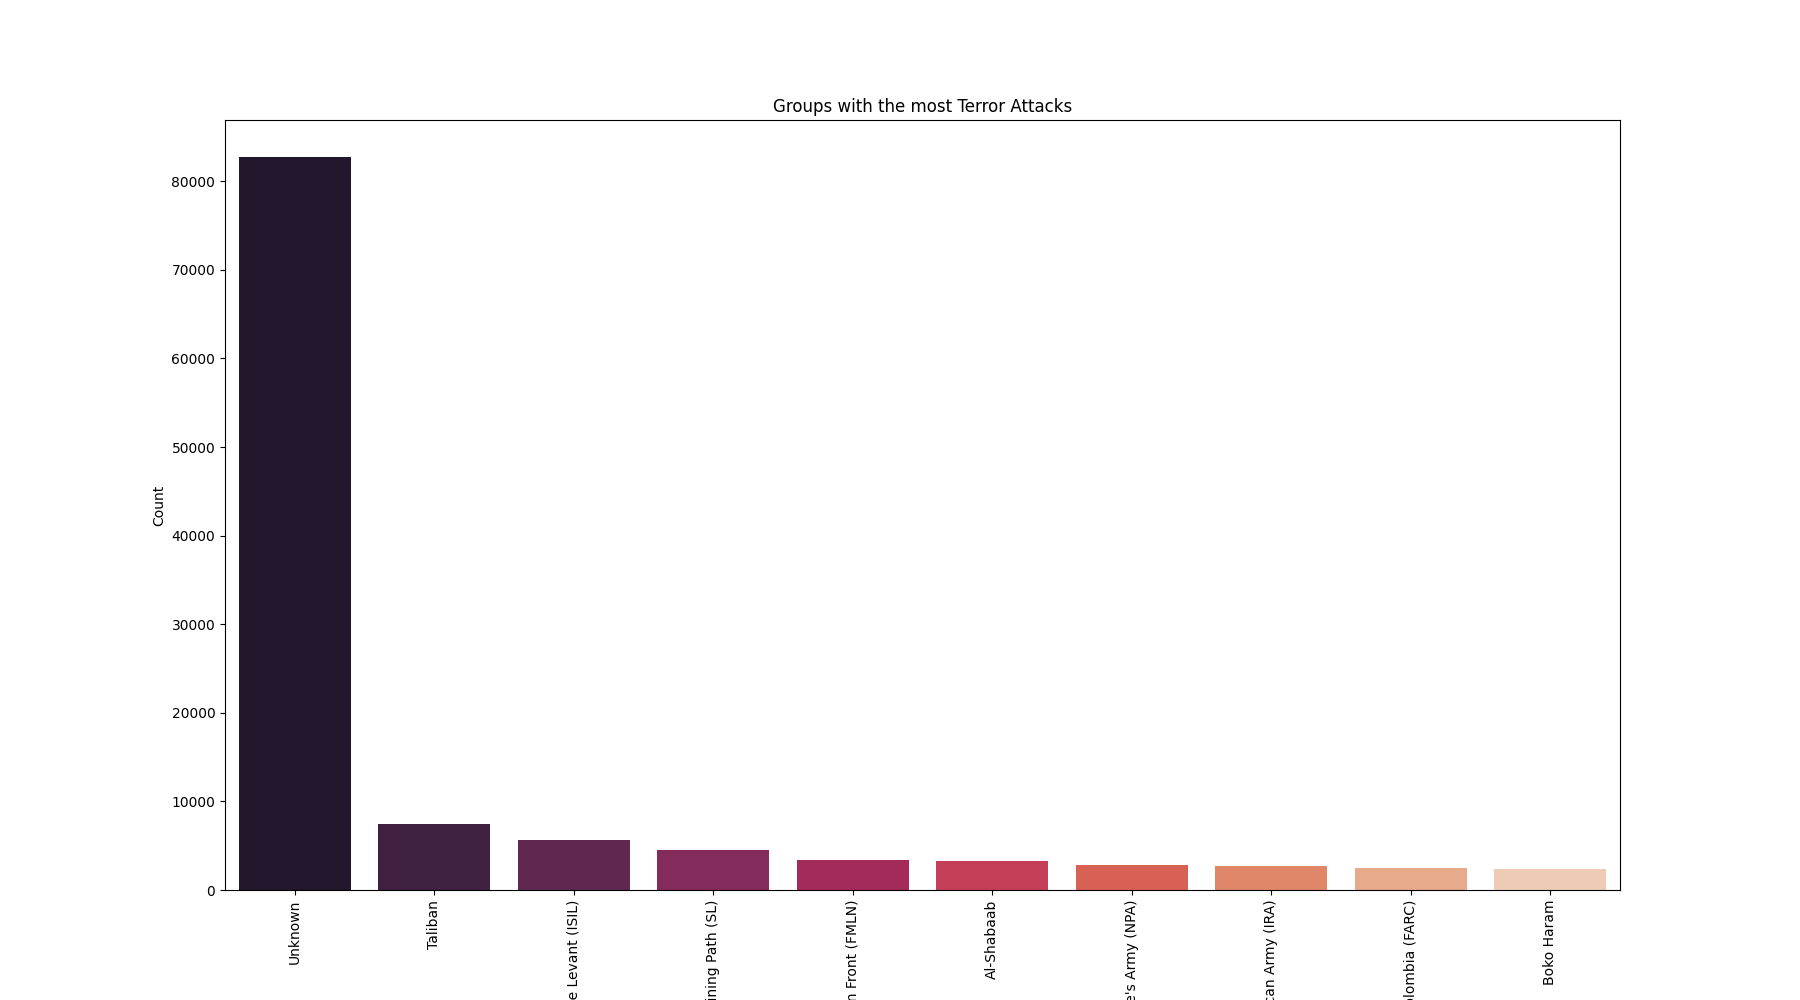 Groups with the most Terror Attacks
Count
80000
70000
60000
50000
40000
30000
20000
10000
0
Unknown
Taliban
e Levant (ISIL)
ining Path (SL)
n Front (FMLN)
Al-Shabaab
e's Army (NPA)
can Army (IRA)
olombia (FARC)
Boko Haram